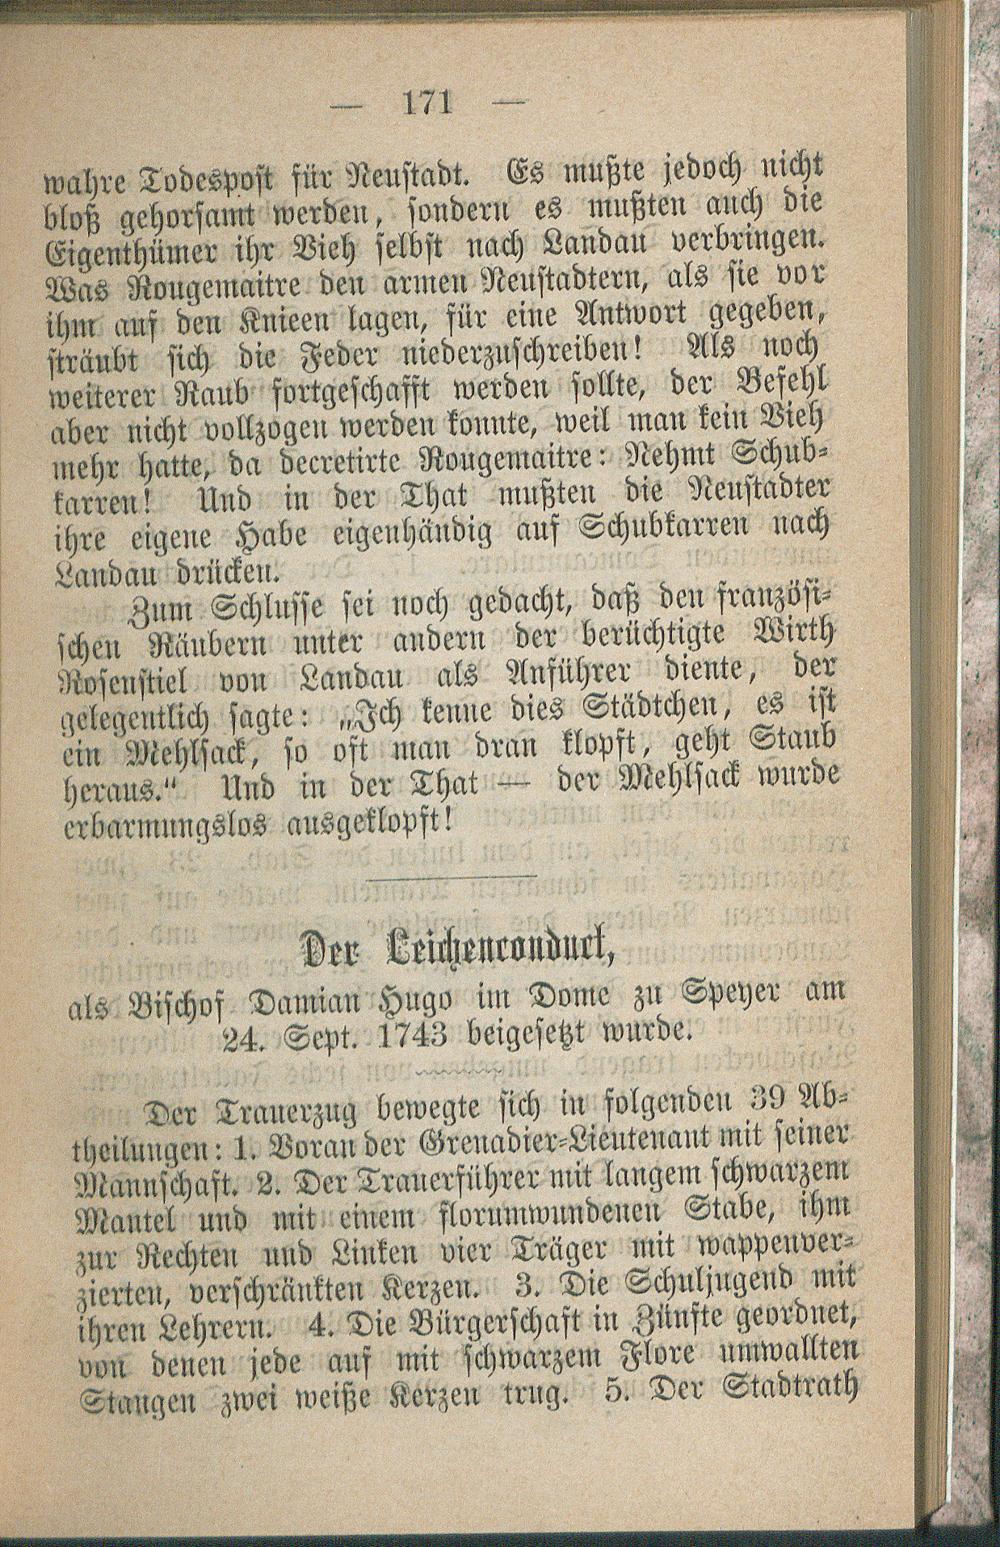 — 171 —
wahre Todespost für Neustadt. Es mußte jedoch nicht
bloß gehorsamt werden, sondern es mußten auch die
Eigenthümer ihr Vieh selbst nach Landau verbringen.
Was Rougemaitre den armen Neustadtern, als sie vor
ihm auf den Knieen lagen, für eine Antwort gegeben,
sträubt sich die Feder niederzuschreiben! Als noch
weiterer Raub fortgeschafft werden sollte, der Befehl
aber nicht vollzogen werden konnte, weil man kein Vieh
mehr hatte, da decretirte Rougemaitre: Nehmt Schub-
karren! Und in der That mußten die Neustadter
ihre eigene Habe eigenhändig auf Schubkarren nach
Landau drücken.
Zum Schlusse sei noch gedacht, daß den französi-
schen Räubern unter andern der berüchtigte Wirth
Rosenstiel von Landau als Anführer diente, der
gelegentlich sagte: „Ich kenne dies Städtchen, es ist
ein Mehlsack, so oft man dran klopft, geht Staub
heraus.“ Und in der That — der Mehlsack wurde
erbarmungslos ausgeklopft!
Der Leichenconduct,
als Bischof Damian Hugo im Dome zu Speyer am
24. Sept. 1743 beigesetzt wurde.
Der Trauerzug bewegte sich in folgenden 39 Ab-
theilungen: 1. Voran der Grenadier-Lieutenant mit seiner
Mannschaft. 2. Der Trauerführer mit langem schwarzem
Mantel und mit einem florumwundenen Stabe, ihm
zur Rechten und Linken vier Träger mit wappenver-
zierten, verschränkten Kerzen. 3. Die Schuljugend mit
ihren Lehrern. 4. Die Bürgerschaft in Zünfte geordnet,
von denen jede auf mit schwarzem Flore umwallten
Stangen zwei weiße Kerzen trug. 5. Der Stadtrath